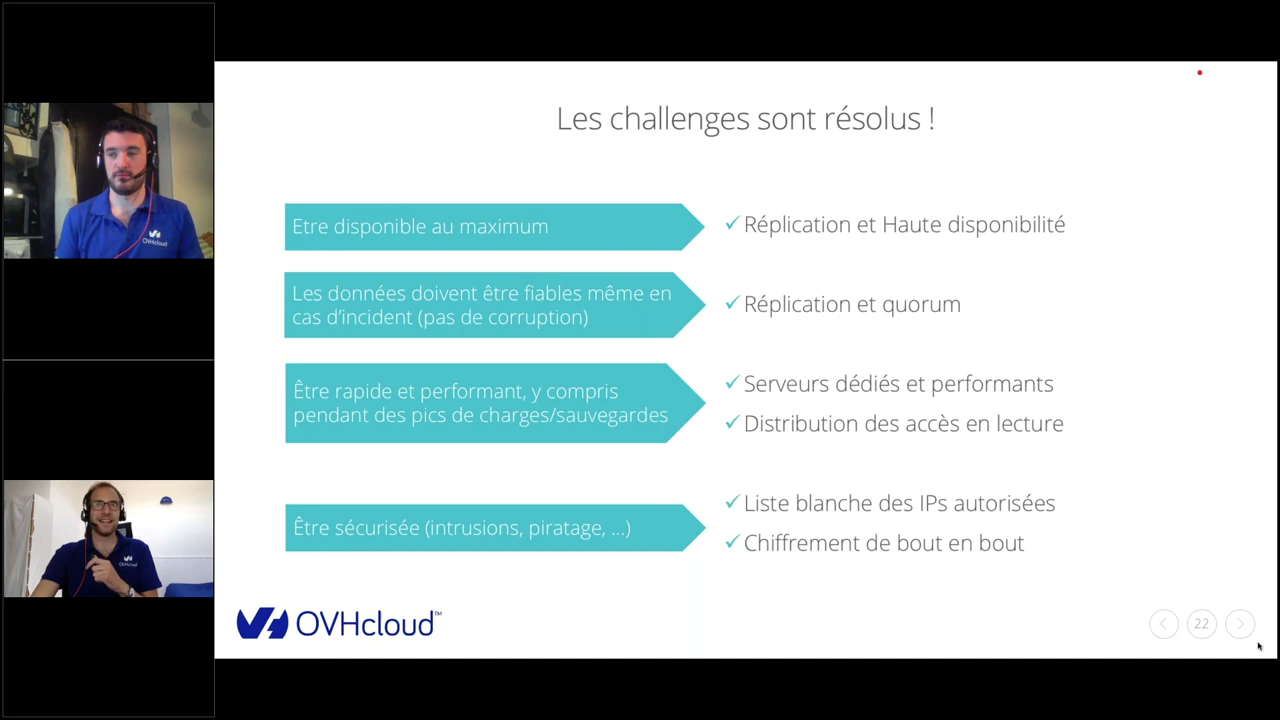 Les challenges sont résolus !
Etre disponible au maximum
Réplication et Haute disponibilité
Les données doivent être fiables même en
cas d'incident (pas de corruption)
Réplication et quorum
Être rapide et performant, y compris
pendant des pics de charges/sauvegardes
Serveurs dédiés et performants
Distribution des accès en lecture
Être sécurisée (intrusions, piratage, ...)
Liste blanche des IPs autorisées
Chiffrement de bout en bout
OVHcloud™
22
OVHcloud
OVHcloud